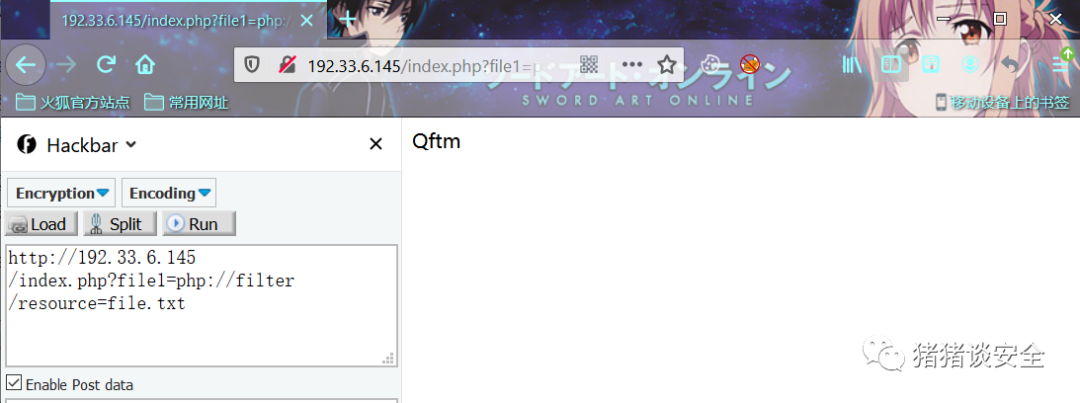 192.33.6.145/index.php?file1=php:/
192.33.6.145/index.php?file1=p
火狐官方站点 常用网址 移动设备上的书签
ソードアート・オンライン
SWORD ART ONLINE
Hackbar
Qftm
Encryption Encoding
Load Split Run
http://192.33.6.145
/index.php?file1=php://filter
/resource=file.txt
Enable Post data
猪猪谈安全